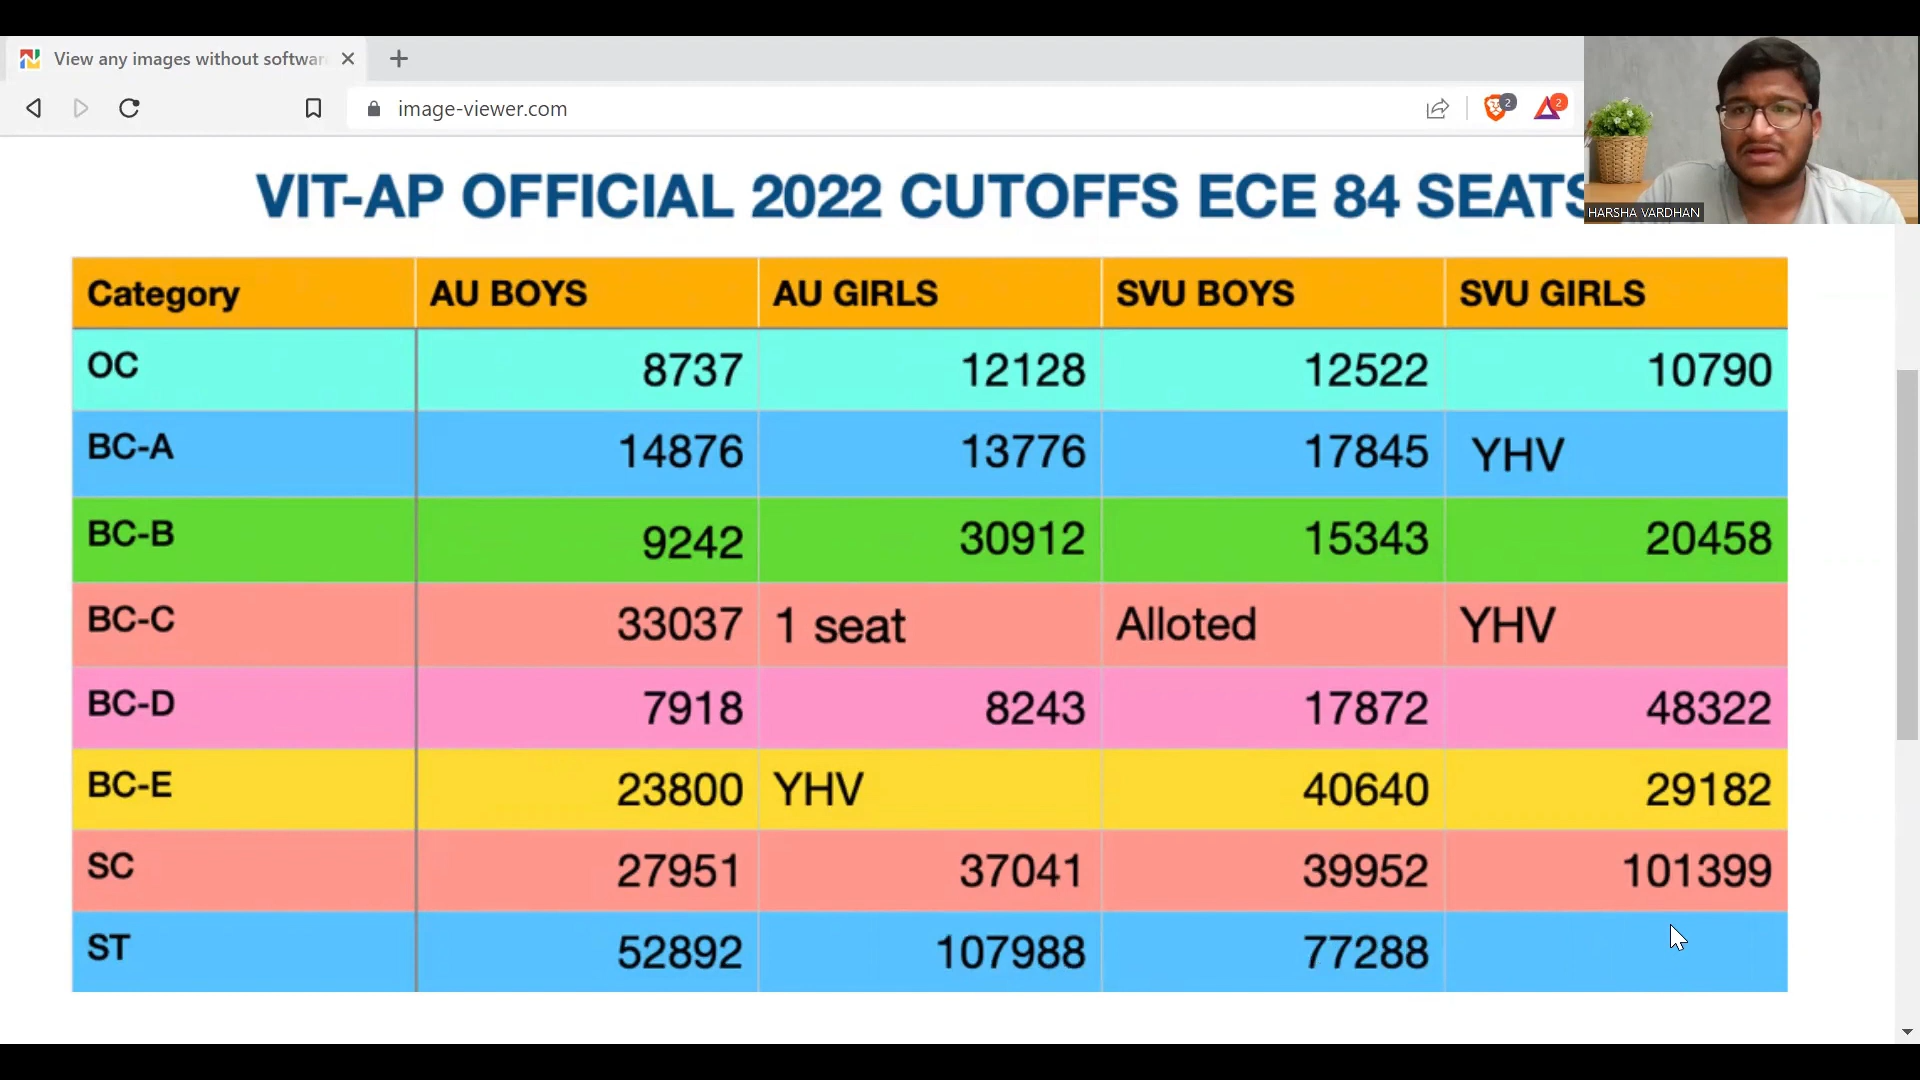 View any images without softwar
image-viewer.com
2
2
HARSHA VARDHAN
VIT-AP OFFICIAL 2022 CUTOFFS ECE 84 SEATS
Category AU BOYS AU GIRLS SVU BOYS SVU GIRLS
OC 8737 12128 12522 10790
BC-A 14876 13776 17845 YHV
BC-B 9242 30912 15343 20458
BC-C 33037 1 seat Alloted YHV
BC-D 7918 8243 17872 48322
BC-E 23800 YHV 40640 29182
SC 27951 37041 39952 101399
ST 52892 107988 77288